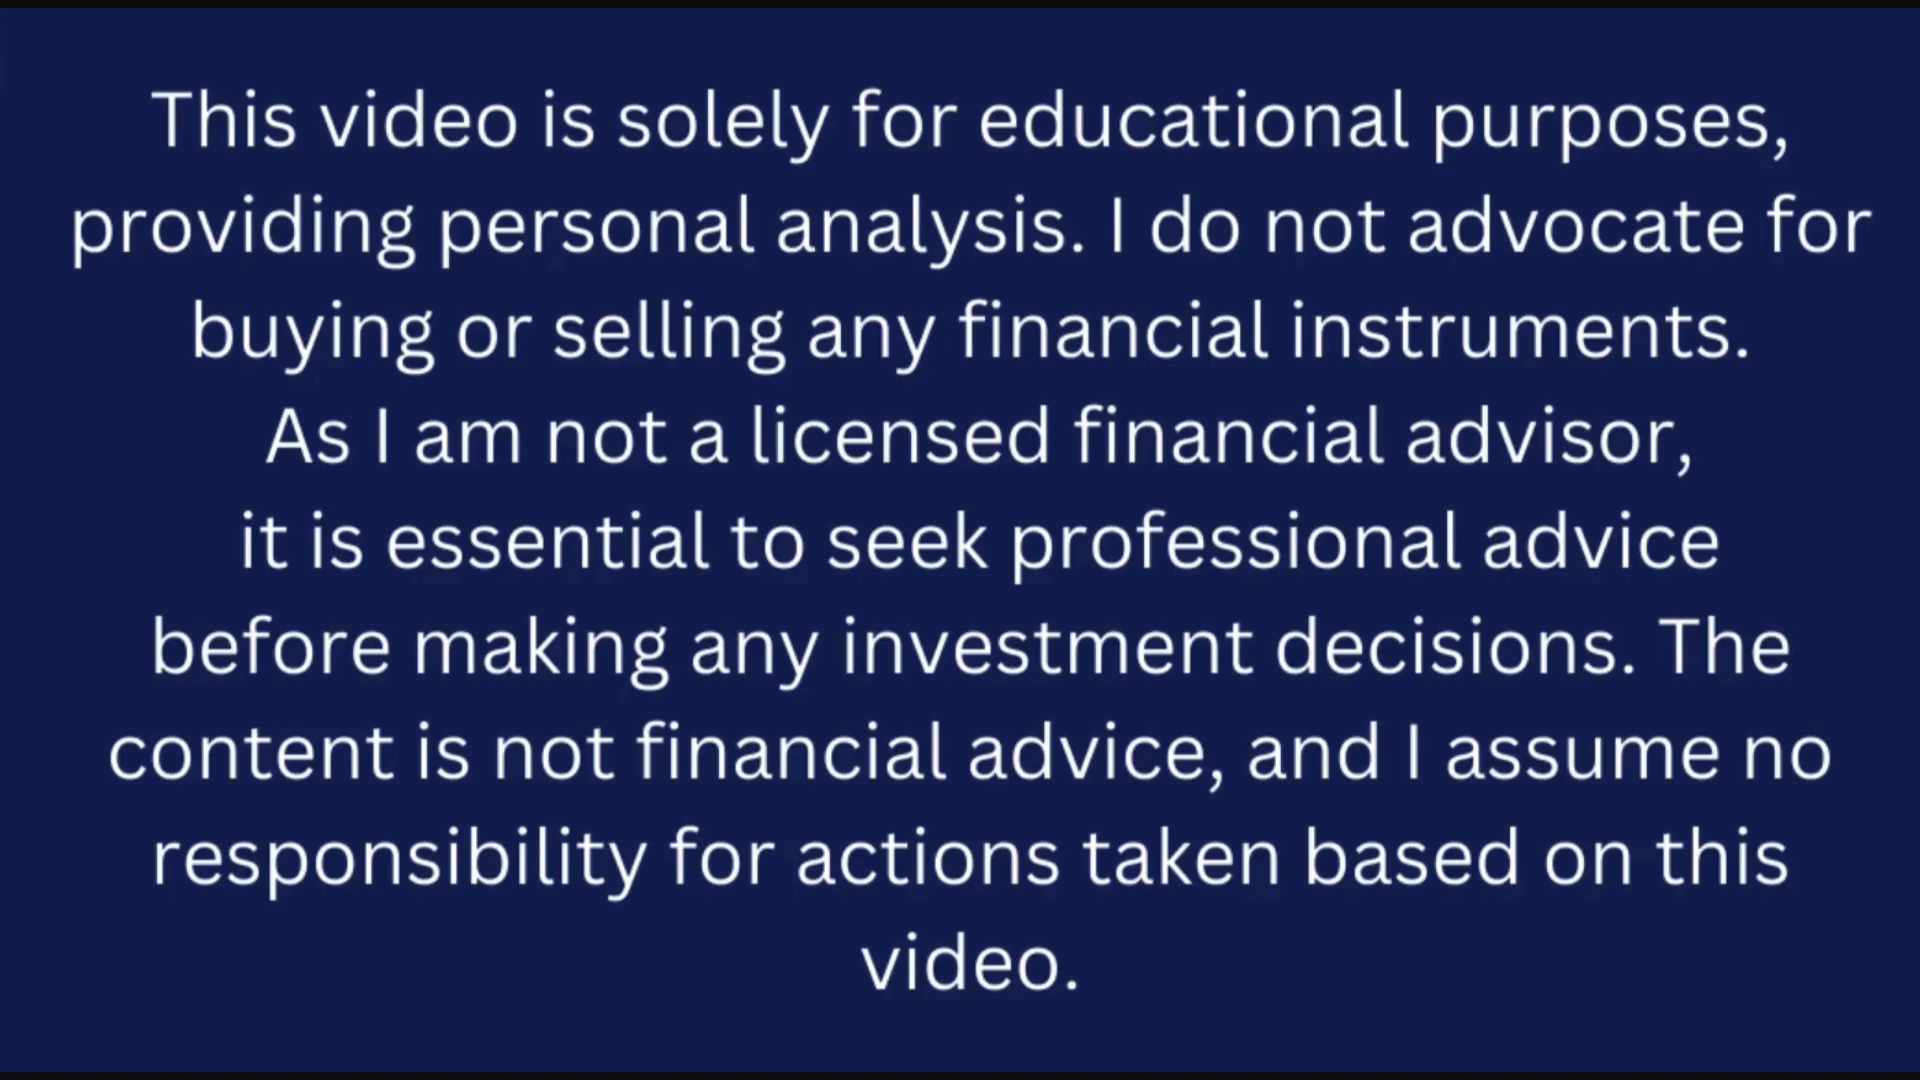 This video is solely for educational purposes,
providing personal analysis. I do not advocate for
buying or selling any financial instruments.
As I am not a licensed financial advisor,
it is essential to seek professional advice
before making any investment decisions. The
content is not financial advice, and I assume no
responsibility for actions taken based on this
video.